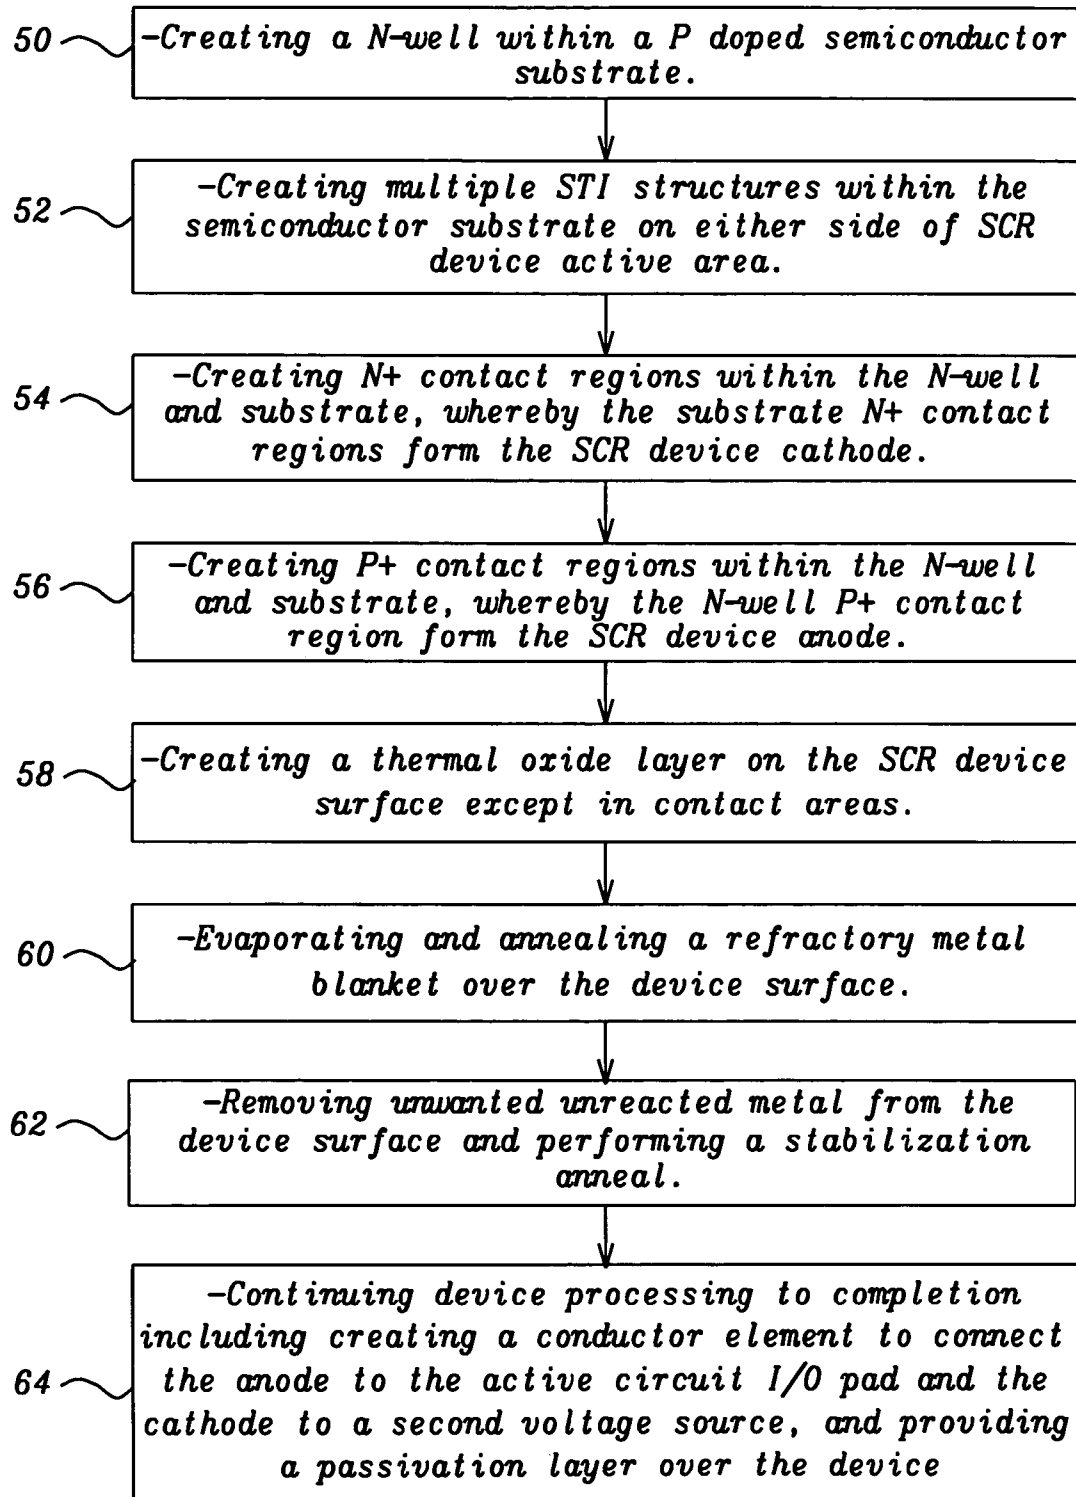 50
-Creating a N-well within a P doped semiconductor
substrate.
52
-Creating multiple STI structures within the
semiconductor substrate on either side of SCR
device active area.
54
-Creating N+ contact regions within the N-well
and substrate, whereby the substrate N+ contact
regions form the SCR device cathode.
56
-Creating P+ contact regions within the N-well
and substrate, whereby the N-well P+ contact
region form the SCR device anode.
58
-Creating a thermal oxide layer on the SCR device
surface except in contact areas.
60
-Evaporating and annealing a refractory metal
blanket over the device surface.
62
-Removing unwanted unreacted metal from the
device surface and performing a stabilization
anneal.
64
-Continuing device processing to completion
including creating a conductor element to connect
the anode to the active circuit I/O pad and the
cathode to a second voltage source, and providing
a passivation layer over the device